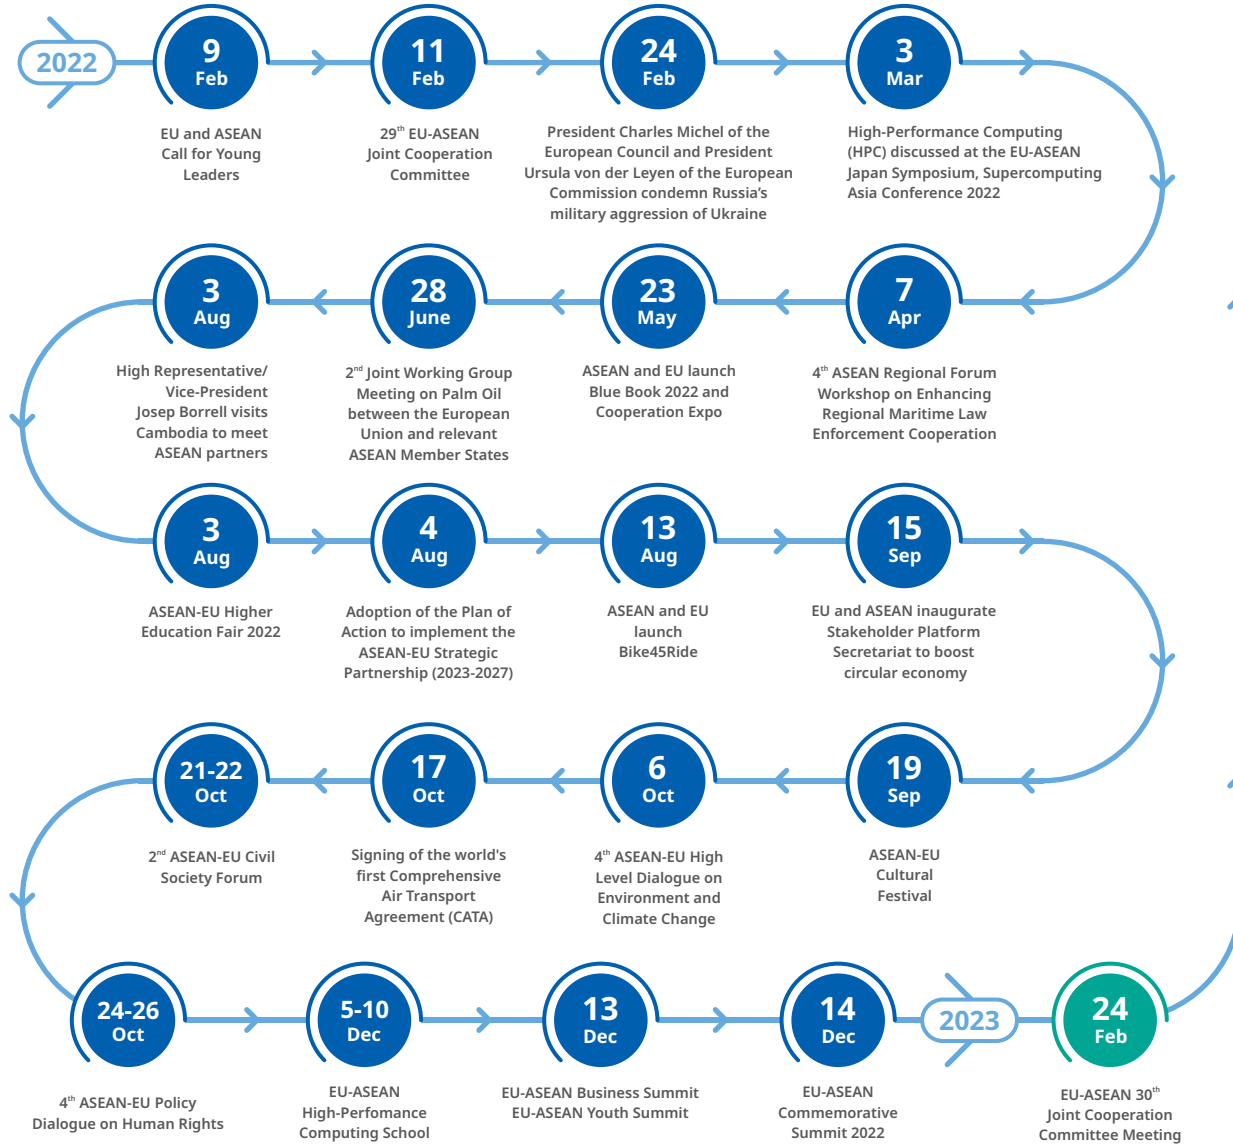 2022
9
Feb
EU and ASEAN
Call for Young
Leaders
11
Feb
29th EU-ASEAN
Joint Cooperation
Committee
24
Feb
President Charles Michel of the
European Council and President
Ursula von der Leyen of the European
Commission condemn Russia's
military aggression of Ukraine
3
Mar
High-Performance Computing
(HPC) discussed at the EU-ASEAN
Japan Symposium, Supercomputing
Asia Conference 2022
7
Apr
4th ASEAN Regional Forum
Workshop on Enhancing
Regional Maritime Law
Enforcement Cooperation
23
May
ASEAN and EU launch
Blue Book 2022 and
Cooperation Expo
28
June
2nd Joint Working Group
Meeting on Palm Oil
between the European
Union and relevant
ASEAN Member States
3
Aug
High Representative/
Vice-President
Josep Borrell visits
Cambodia to meet
ASEAN partners
3
Aug
ASEAN-EU Higher
Education Fair 2022
4
Aug
Adoption of the Plan of
Action to implement the
ASEAN-EU Strategic
Partnership (2023-2027)
13
Aug
ASEAN and EU
launch
Bike45Ride
15
Sep
EU and ASEAN inaugurate
Stakeholder Platform
Secretariat to boost
circular economy
19
Sep
ASEAN-EU
Cultural
Festival
6
Oct
4th ASEAN-EU High
Level Dialogue on
Environment and
Climate Change
17
Oct
Signing of the world's
first Comprehensive
Air Transport
Agreement (CATA)
21-22
Oct
2nd ASEAN-EU Civil
Society Forum
24-26
Oct
4th ASEAN-EU Policy
Dialogue on Human Rights
5-10
Dec
EU-ASEAN
High-Perfomance
Computing School
13
Dec
EU-ASEAN Business Summit
EU-ASEAN Youth Summit
14
Dec
EU-ASEAN
Commemorative
Summit 2022
2023
24
Feb
EU-ASEAN 30th
Joint Cooperation
Committee Meeting